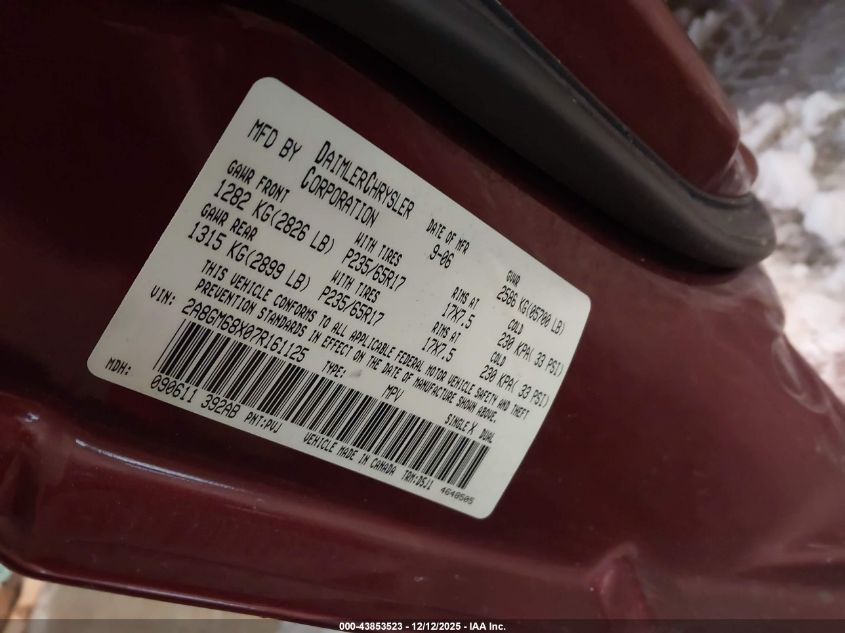 MFD BY DAIMLERCHRYSLER CORPORATION
DATE OF MFR 9-06
GVWR 2586 KG(05700 LB)
GAWR FRONT WITH TIRES RIMS AT COLD
1282 KG(2826 LB) P235/65R17 17X7.5 230 KPA( 33 PSI)
GAWR REAR WITH TIRES RIMS AT COLD
1315 KG(2899 LB) P235/65R17 17X7.5 230 KPA( 33 PSI)
THIS VEHICLE CONFORMS TO ALL APPLICABLE FEDERAL MOTOR VEHICLE SAFETY AND THEFT
PREVENTION STANDARDS IN EFFECT ON THE DATE OF MANUFACTURE SHOWN ABOVE.
VIN: 2A8GM68X07R161125 TYPE: MPV SINGLE X DUAL
MDH: 090611 392AB PNT:PVJ
VEHICLE MADE IN CANADA TRM:D5J1 4648505
000-43853523 - 12/12/2025 - IAA Inc.